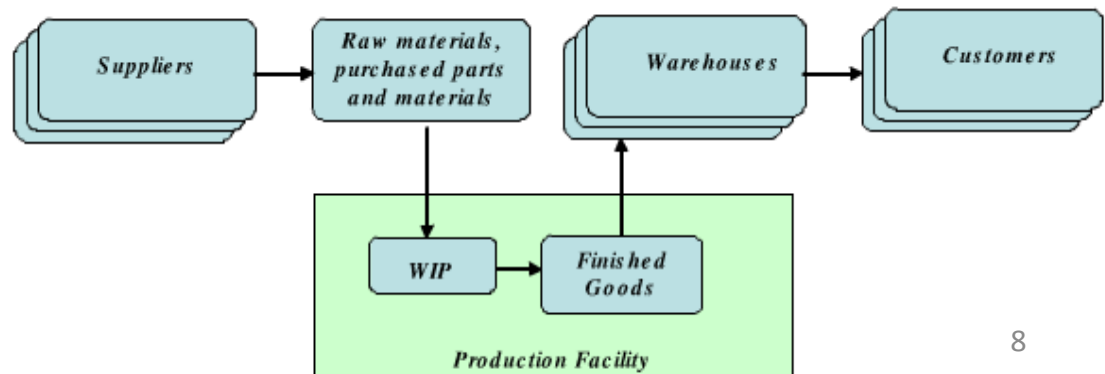 Suppliers
Raw materials,
purchased parts
and materials
Warehouses
Customers
WIP
Finished
Goods
Production Facility
8